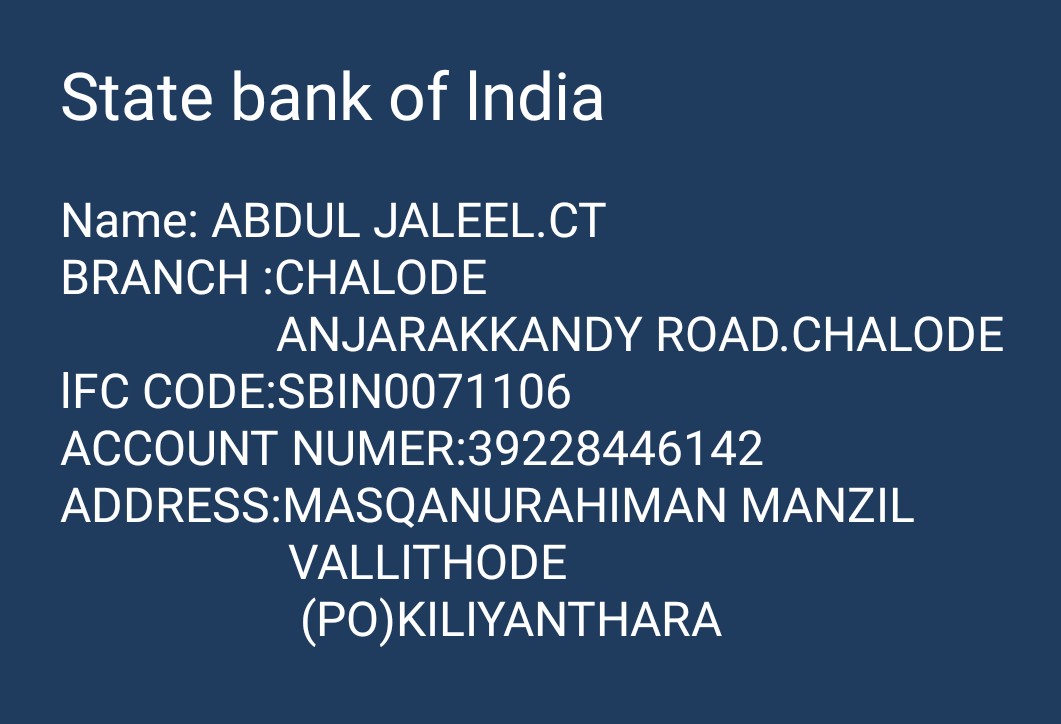 State bank of India
Name: ABDUL JALEEL.CT
BRANCH :CHALODE
ANJARAKKANDY ROAD.CHALODE
IFC CODE:SBIN0071106
ACCOUNT NUMER:39228446142
ADDRESS:MASQANURAHIMAN MANZIL
VALLITHODE
(PO)KILIYANTHARA